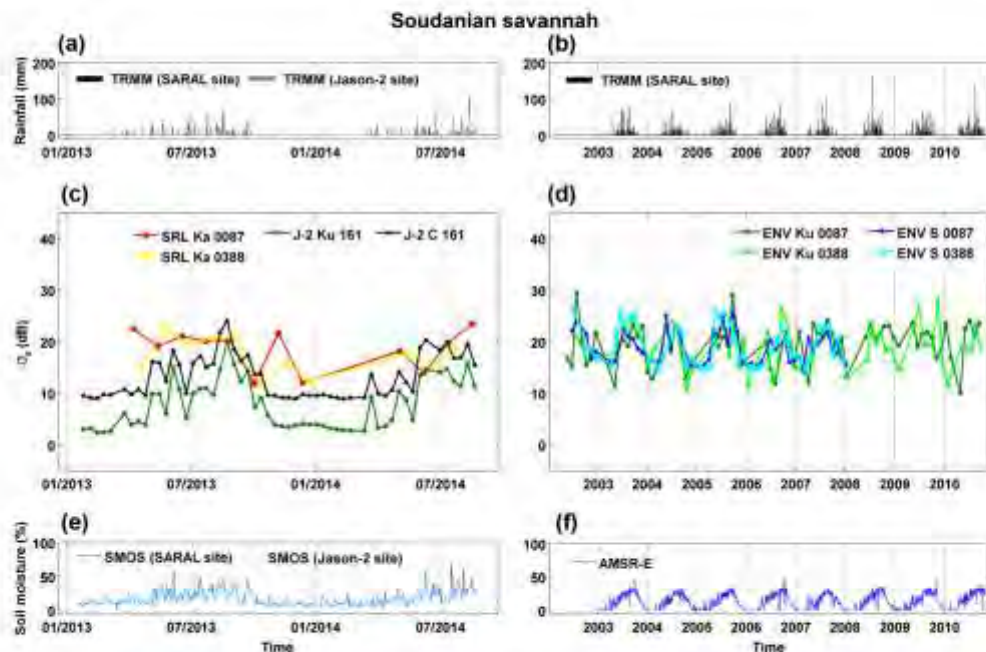 Soudanian savannah
(a)
(b)
Rainfall (mm)
200
100
0
TRMM (SARAL site) TRMM (Jason-2 site)
01/2013 07/2013 01/2014 07/2014
200
100
0
TRMM (SARAL site)
2003 2004 2005 2006 2007 2008 2009 2010
(c)
(d)
(dB)
40
30
20
10
0
SRL Ka 0087 J-2 Ku 161 J-2 C 161
SRL Ka 0388
01/2013 07/2013 01/2014 07/2014
40
30
20
10
0
ENV Ku 0087 ENV S 0087
ENV Ku 0388 ENV S 0388
2003 2004 2005 2006 2007 2008 2009 2010
(e)
(f)
Soil moisture (%)
100
50
0
SMOS (SARAL site) SMOS (Jason-2 site)
01/2013 07/2013 01/2014 07/2014
Time
100
50
0
AMSR-E
2003 2004 2005 2006 2007 2008 2009 2010
Time